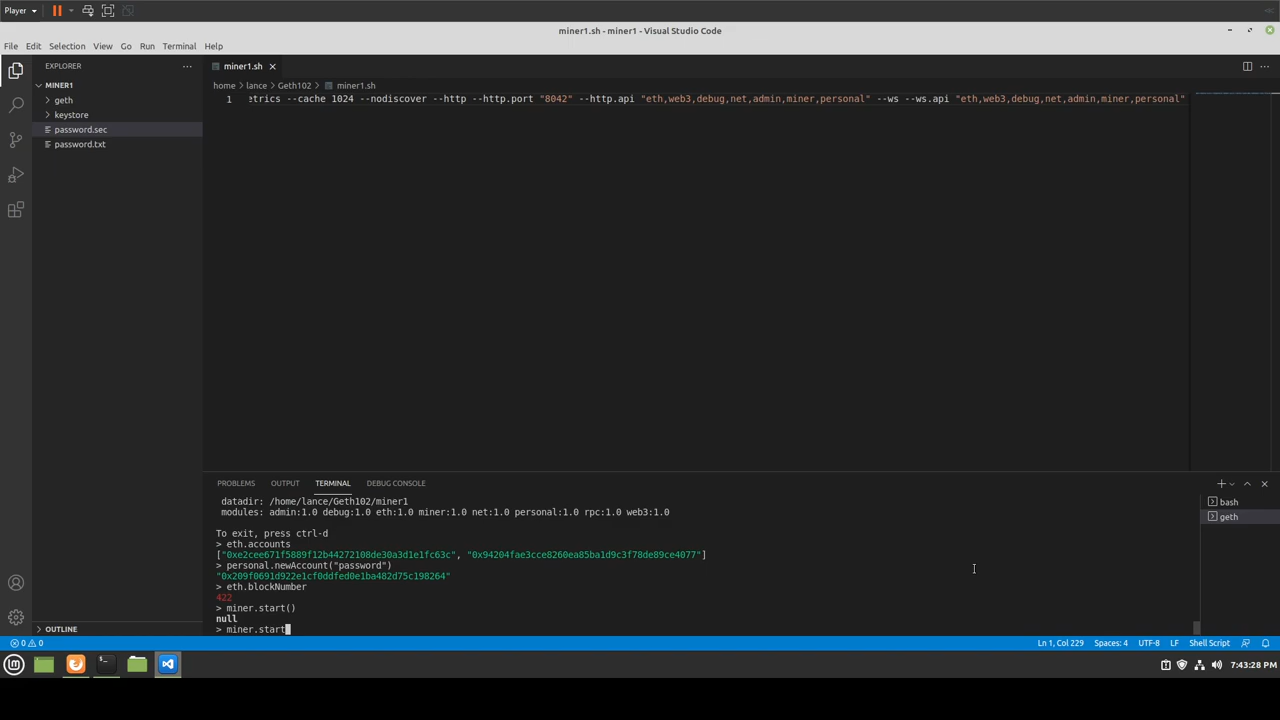 Player
miner1.sh - miner1 - Visual Studio Code
File Edit Selection View Go Run Terminal Help
EXPLORER
miner1.sh
MINER1
home > lance > Geth102 > miner1.sh
geth
keystore
password.sec
password.txt
1 etrics --cache 1024 --nodiscover --http --http.port "8042" --http.api "eth,web3,debug,net,admin,miner,personal" --ws --ws.api "eth,web3,debug,net,admin,miner,personal"
PROBLEMS OUTPUT TERMINAL DEBUG CONSOLE
datadir: /home/lance/Geth102/miner1
modules: admin:1.0 debug:1.0 eth:1.0 miner:1.0 net:1.0 personal:1.0 rpc:1.0 web3:1.0
To exit, press ctrl-d
> eth.accounts
["0xe2cee671f5889f12b44272108de30a3d1e1fc63c", "0x94204fae3cce8260ea85ba1d9c3f78de89ce4077"]
> personal.newAccount("password")
"0x209f0691d922e1cf0ddfed0e1ba482d75c198264"
> eth.blockNumber
422
> miner.start()
null
> miner.start
bash
geth
OUTLINE
0 0 Ln 1, Col 229 Spaces: 4 UTF-8 LF Shell Script
7:43:28 PM